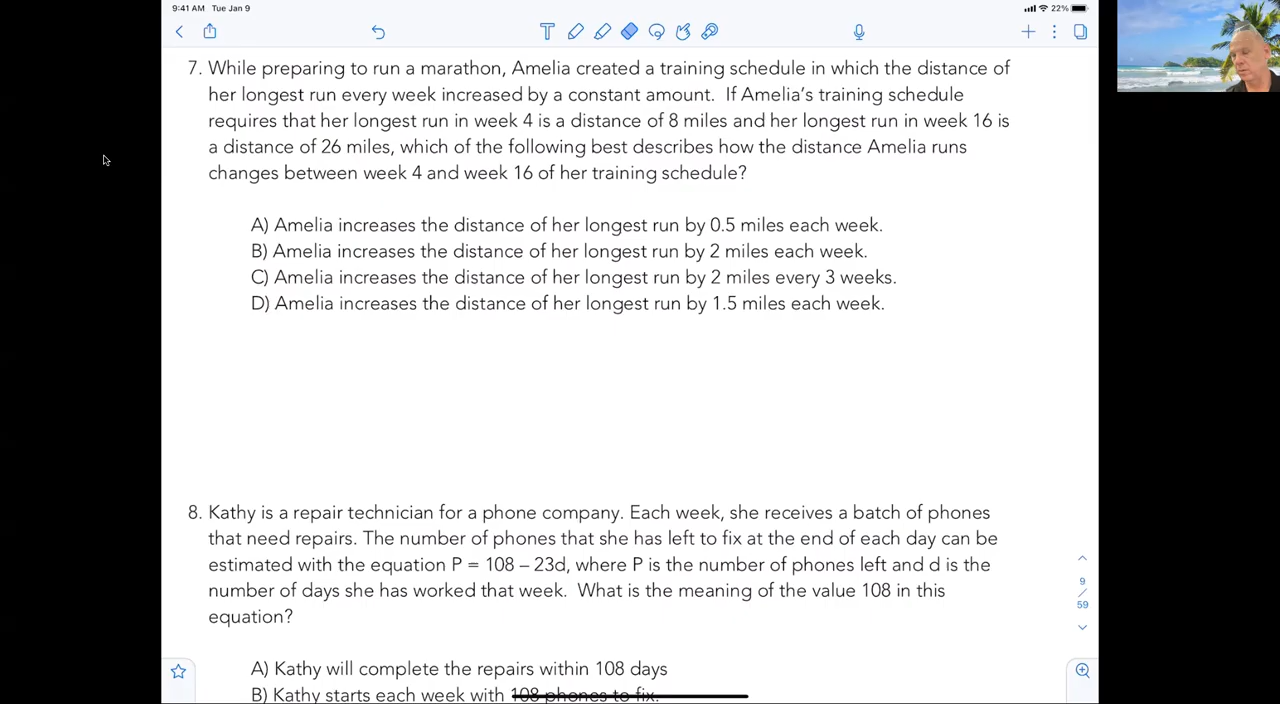 9:41 AM Tue Jan 9
22%
7. While preparing to run a marathon, Amelia created a training schedule in which the distance of
her longest run every week increased by a constant amount. If Amelia's training schedule
requires that her longest run in week 4 is a distance of 8 miles and her longest run in week 16 is
a distance of 26 miles, which of the following best describes how the distance Amelia runs
changes between week 4 and week 16 of her training schedule?
A) Amelia increases the distance of her longest run by 0.5 miles each week.
B) Amelia increases the distance of her longest run by 2 miles each week.
C) Amelia increases the distance of her longest run by 2 miles every 3 weeks.
D) Amelia increases the distance of her longest run by 1.5 miles each week.
8. Kathy is a repair technician for a phone company. Each week, she receives a batch of phones
that need repairs. The number of phones that she has left to fix at the end of each day can be
estimated with the equation P = 108 – 23d, where P is the number of phones left and d is the
number of days she has worked that week. What is the meaning of the value 108 in this
equation?
9
/
59
A) Kathy will complete the repairs within 108 days
B) Kathy starts each week with 108 phones to fix.